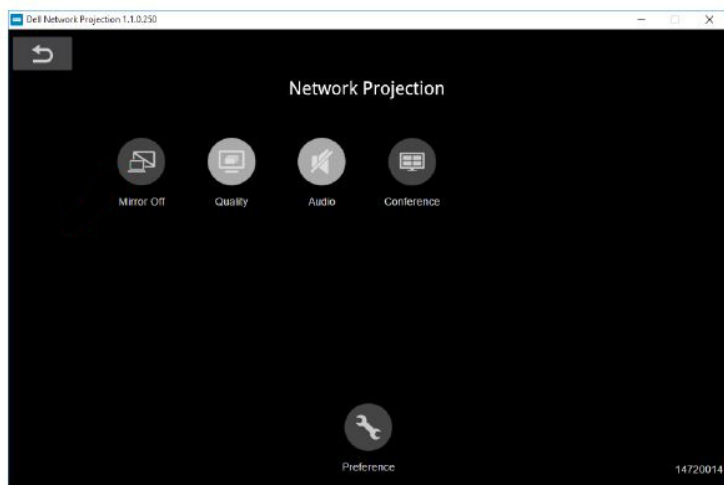 Dell Network Projection 1.1.0.250
Network Projection
Mirror Off Quality Audio Conference
Preference
14720014